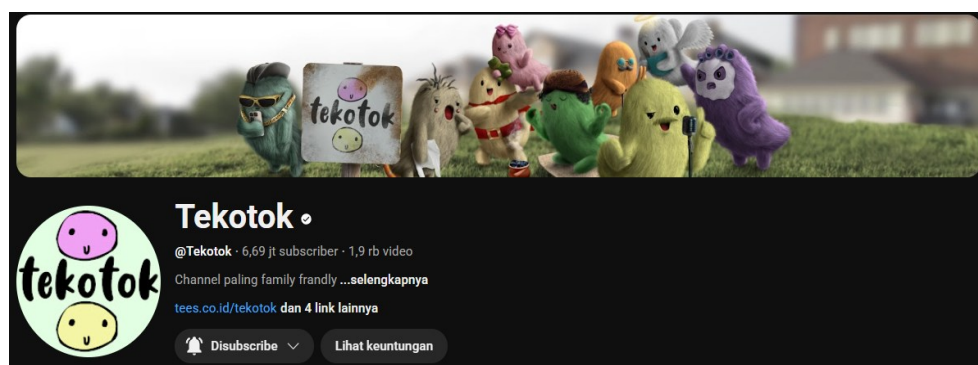 tekotok
Tekotok
@Tekotok · 6,69 jt subscriber · 1,9 rb video
Channel paling family frandly ...selengkapnya
tekotok
tees.co.id/tekotok dan 4 link lainnya
Disubscribe
Lihat keuntungan